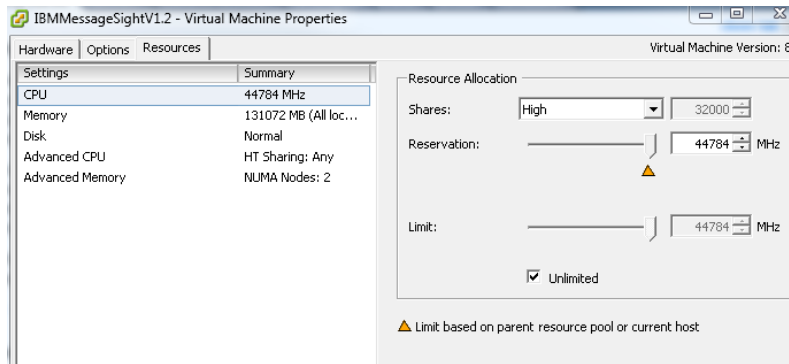 IBMMessageSightV1.2 - Virtual Machine Properties
Hardware Options Resources
Virtual Machine Version: 8
Settings Summary
CPU 44784 MHz
Memory 131072 MB (All loc...
Disk Normal
Advanced CPU HT Sharing: Any
Advanced Memory NUMA Nodes: 2
Resource Allocation
Shares: High 32000
Reservation: 44784 MHz
Limit: 44784 MHz
Unlimited
Limit based on parent resource pool or current host